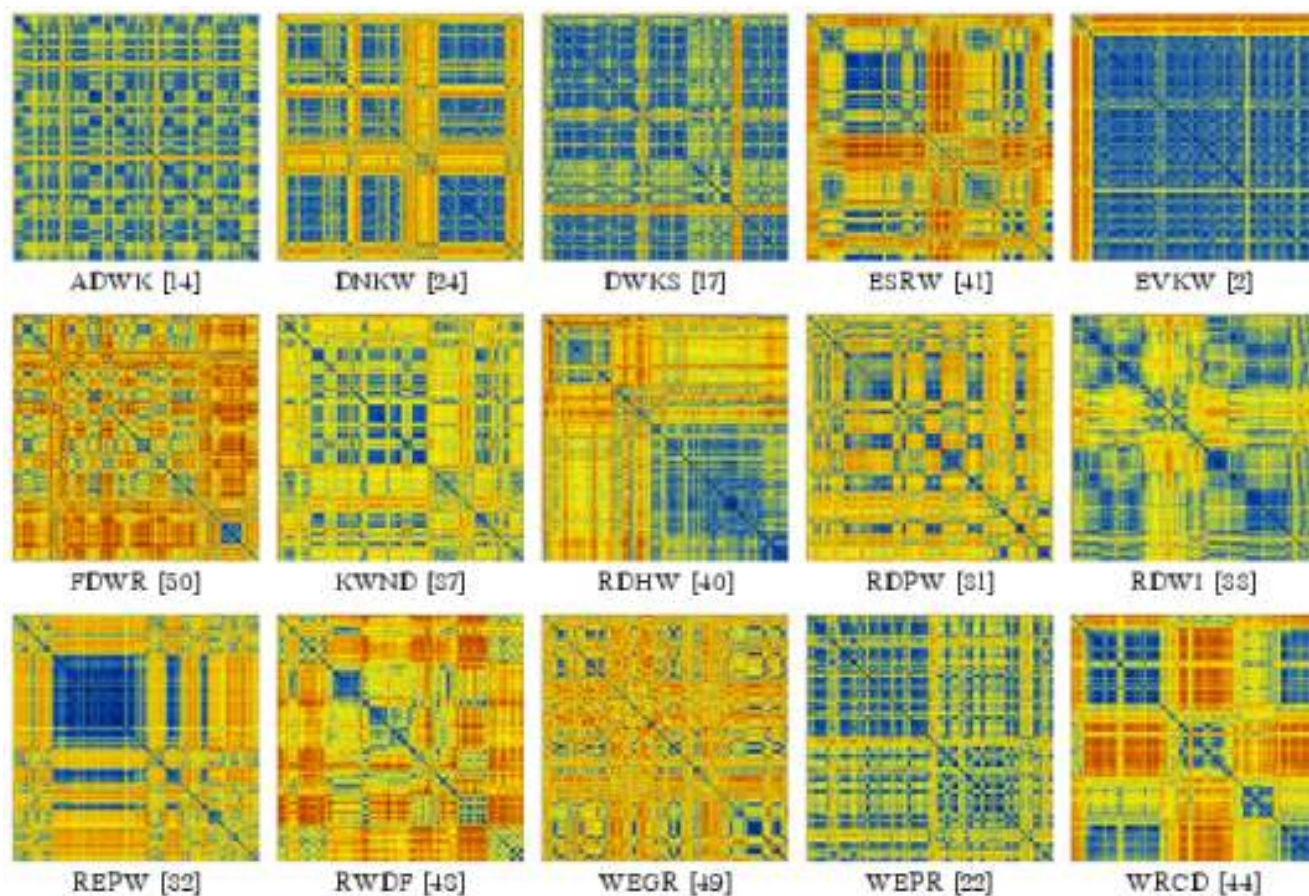 ADWK [14] DNKW [24] DWKS [17] ESRW [41] EVKW [2]
FDWR [50] KWND [37] RDHW [40] RDPW [31] RDWI [33]
REPW [32] RWDF [43] WEGR [49] WEPR [22] WRCD [44]